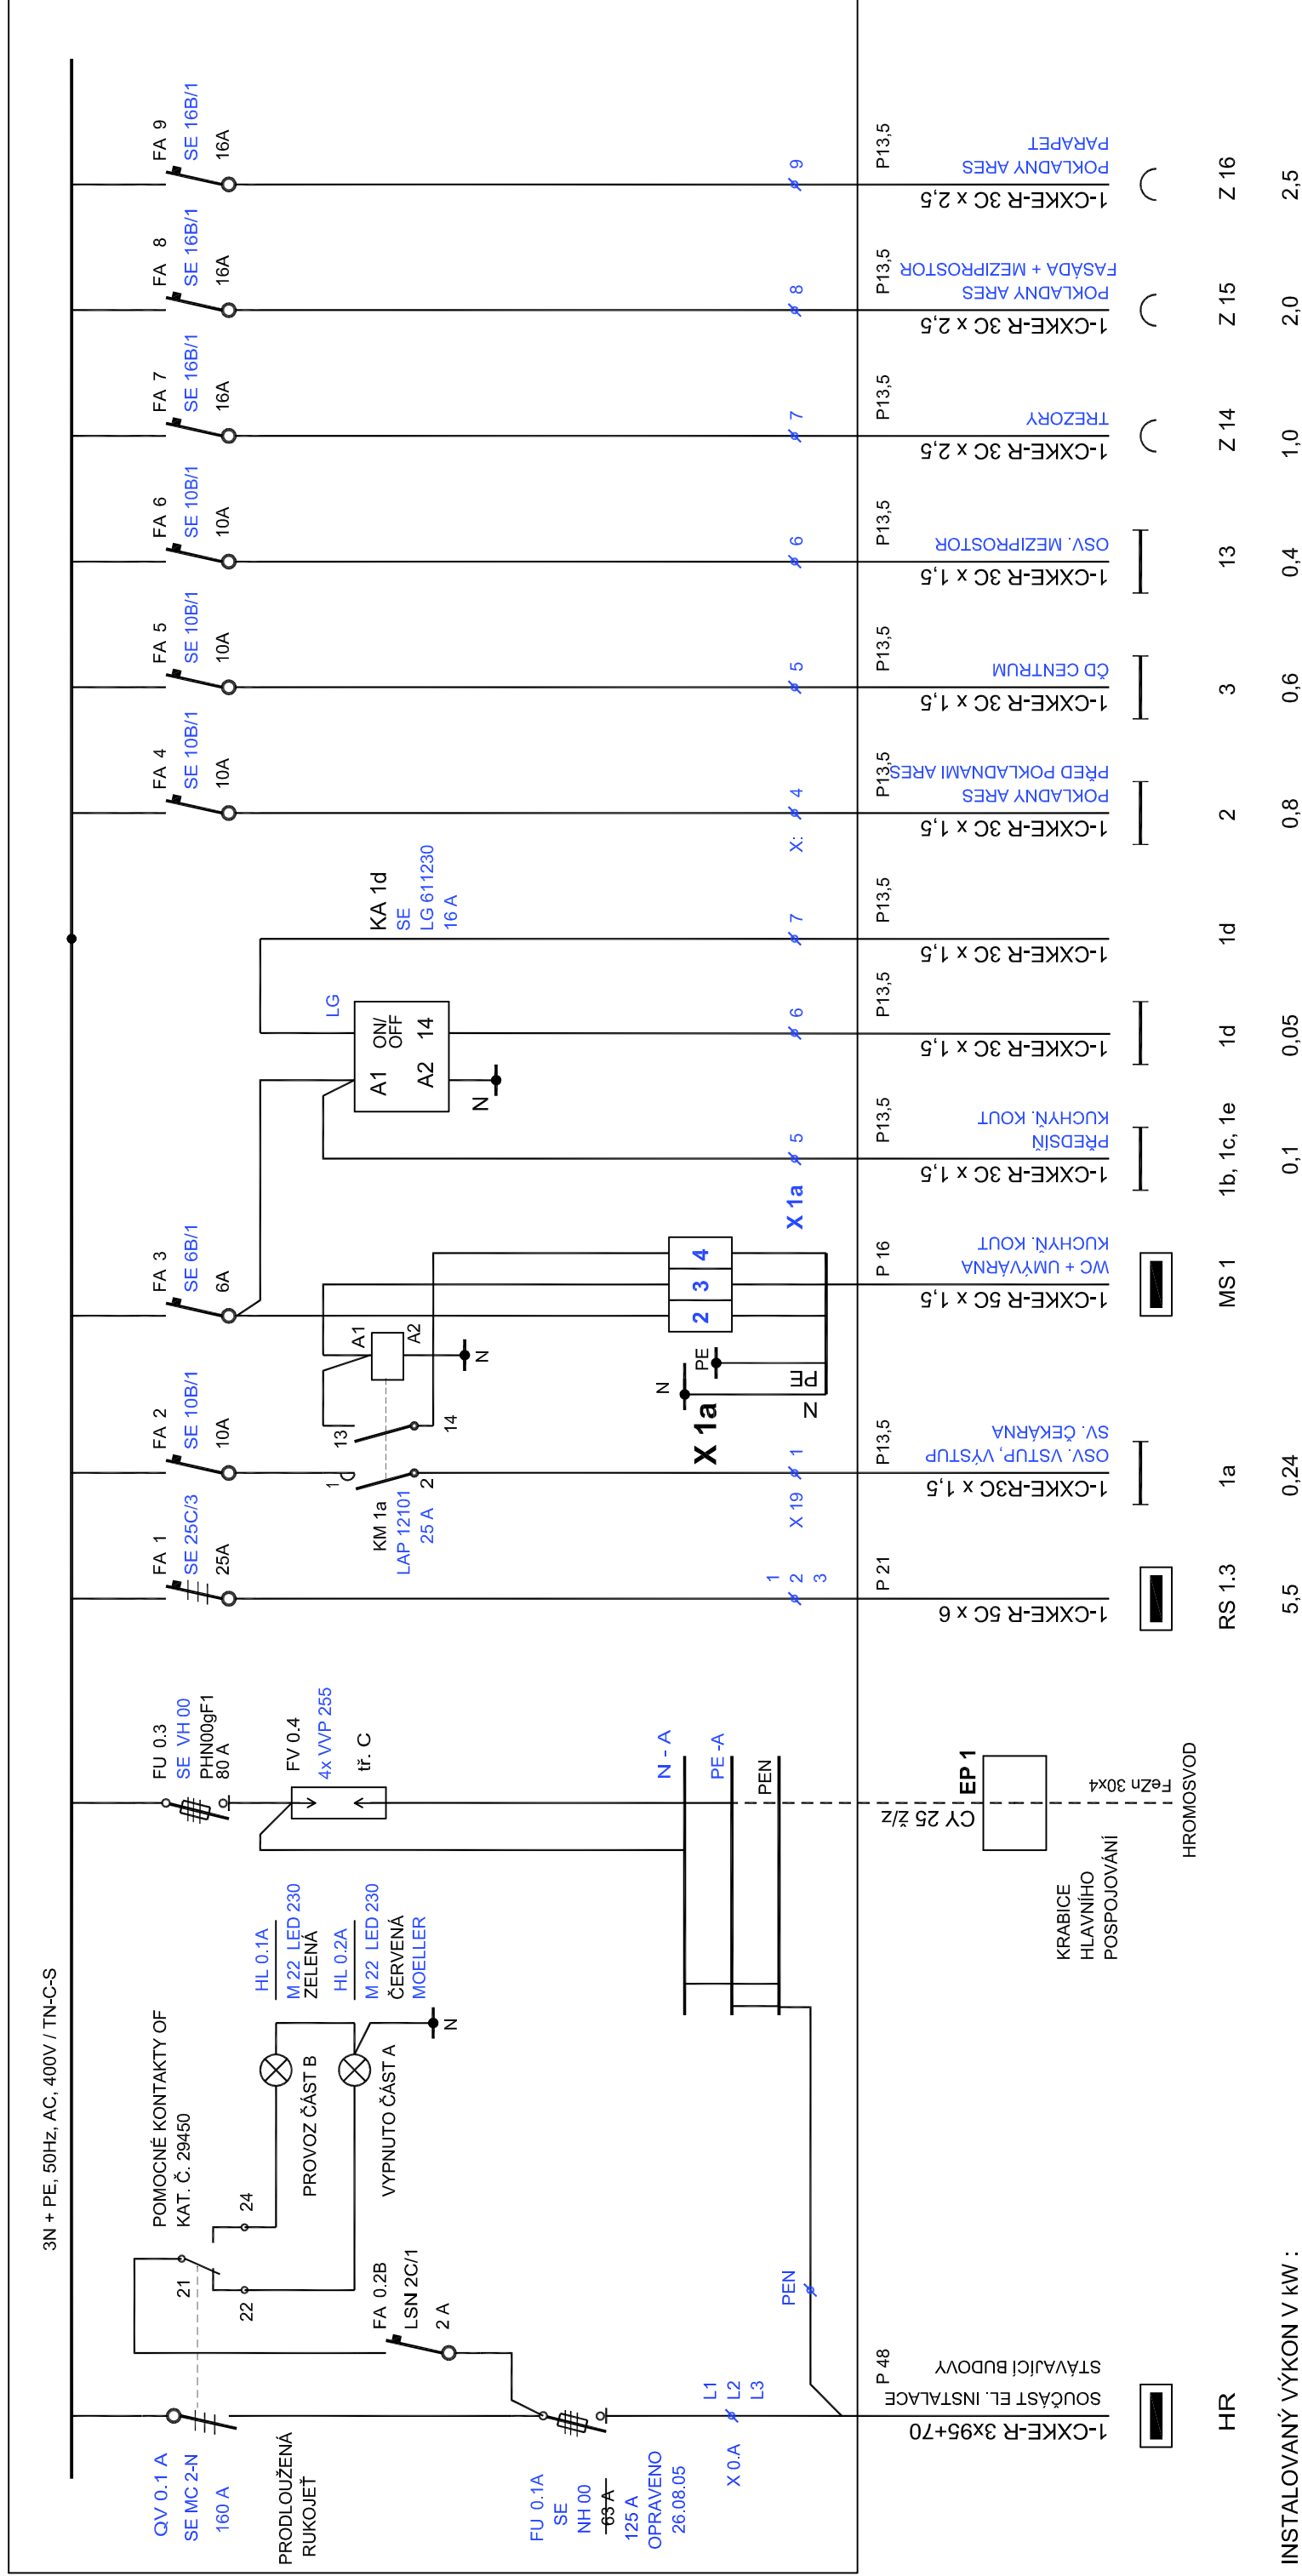 3N + PE, 50Hz, AC, 400V / TN-C-S
QV 0.1 A
SE MC 2-N
160 A
PRODLOUŽENÁ
RUKOJEŤ
POMOCNÉ KONTAKTY OF
KAT. Č. 29450
21
22
24
PROVOZ ČÁST B
VYPNUTO ČÁST A
HL 0.1A
M 22 LED 230
ZELENÁ
HL 0.2A
M 22 LED 230
ČERVENÁ
MOELLER
N
FA 0.2B
LSN 2C/1
2 A
FU 0.1A
SE
NH 00
63 A
125 A
OPRAVENO
26.08.05
X 0.A
L1
L2
L3
PEN
FU 0.3
SE VH 00
PHN00gF1
80 A
FV 0.4
4x VVP 255
tř. C
N - A
PE -A
PEN
FA 1
SE 25C/3
25A
FA 2
SE 10B/1
10A
FA 3
SE 6B/1
6A
FA 4
SE 10B/1
10A
FA 5
SE 10B/1
10A
FA 6
SE 10B/1
10A
FA 7
SE 16B/1
16A
FA 8
SE 16B/1
16A
FA 9
SE 16B/1
16A
KM 1a
LAP 12101
25 A
1
2
13
14
A1
A2
N
LG
A1
ON/
OFF
A2
14
N
KA 1d
SE
LG 611230
16 A
X 1a
N
PE
N
PE
2
3
4
1
2
3
X 19
1
X 1a
5
6
7
X:
4
5
6
7
8
9
P 48
1-CXKE-R 3x95+70
SOUČÁST EL. INSTALACE
STÁVAJÍCÍ BUDOVY
HR
CY 25 ž/z
EP 1
KRABICE
HLAVNÍHO
POSPOJOVÁNÍ
FeZn 30x4
HROMOSVOD
P 21
1-CXKE-R 5C x 6
RS 1.3
5,5
P13,5
1-CXKE-R3C x 1,5
OSV. VSTUP, VÝSTUP
SV. ČEKÁRNA
1a
0,24
P 16
1-CXKE-R 5C x 1,5
WC + UMÝVÁRNA
KUCHYŇ. KOUT
MS 1
P13,5
1-CXKE-R 3C x 1,5
PŘEDSÍŇ
KUCHYŇ. KOUT
1b, 1c, 1e
0,1
P13,5
1-CXKE-R 3C x 1,5
1d
0,05
P13,5
1-CXKE-R 3C x 1,5
1d
P13,5
1-CXKE-R 3C x 1,5
POKLADNY ARES
PŘED POKLADNAMI ARES
2
0,8
P13,5
1-CXKE-R 3C x 1,5
ČD CENTRUM
3
0,6
P13,5
1-CXKE-R 3C x 1,5
OSV. MEZIPROSTOR
13
0,4
P13,5
1-CXKE-R 3C x 2,5
TREZORY
Z 14
1,0
P13,5
1-CXKE-R 3C x 2,5
POKLADNY ARES
FASÁDA + MEZIPROSTOR
Z 15
2,0
P13,5
1-CXKE-R 3C x 2,5
POKLADNY ARES
PARAPET
Z 16
2,5
INSTALOVANÝ VÝKON V kW :